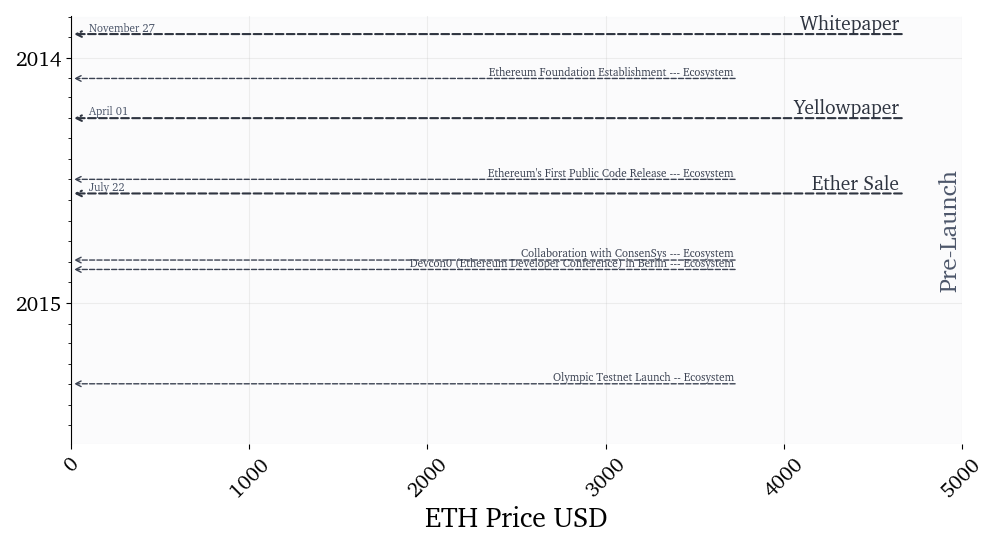 Whitepaper
November 27
2014
Ethereum Foundation Establishment --- Ecosystem
Yellowpaper
April 01
Ethereum's First Public Code Release --- Ecosystem
Ether Sale
July 22
Pre-Launch
Collaboration with ConsenSys --- Ecosystem
Devcon0 (Ethereum Developer Conference) in Berlin --- Ecosystem
2015
Olympic Testnet Launch -- Ecosystem
0
1000
2000
3000
4000
5000
ETH Price USD